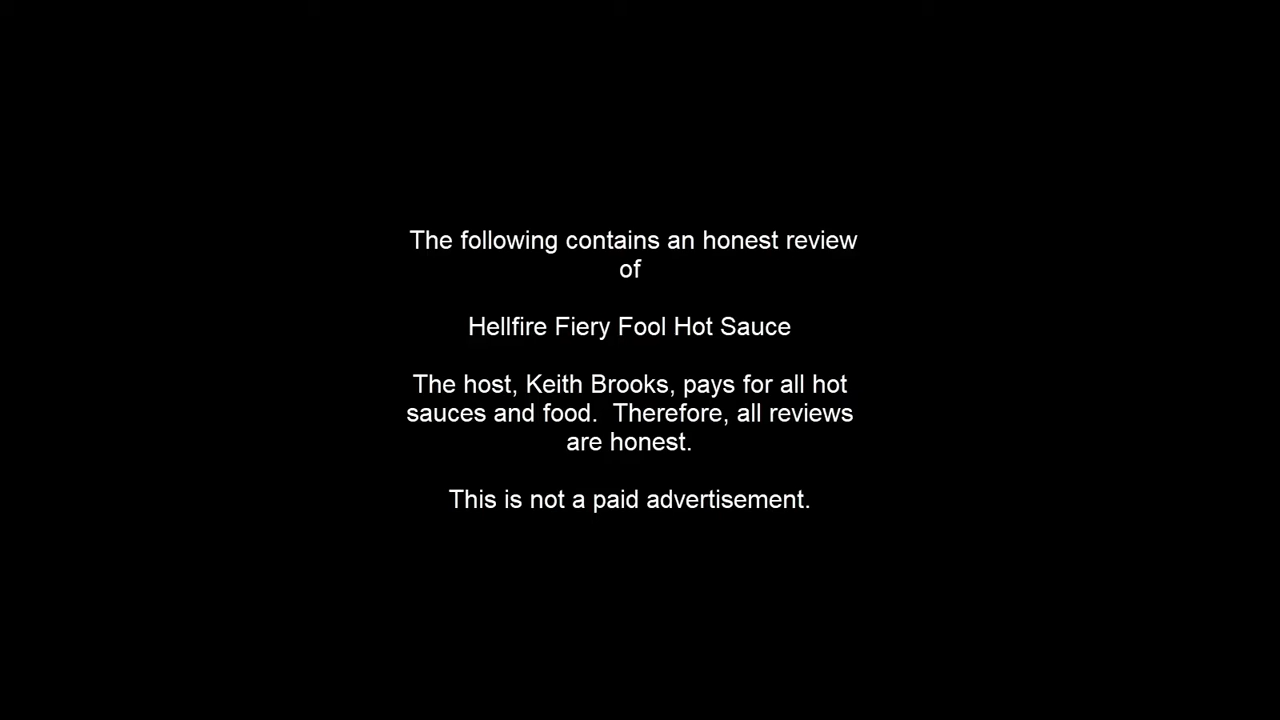 The following contains an honest review
of
Hellfire Fiery Fool Hot Sauce
The host, Keith Brooks, pays for all hot
sauces and food.  Therefore, all reviews
are honest.
This is not a paid advertisement.